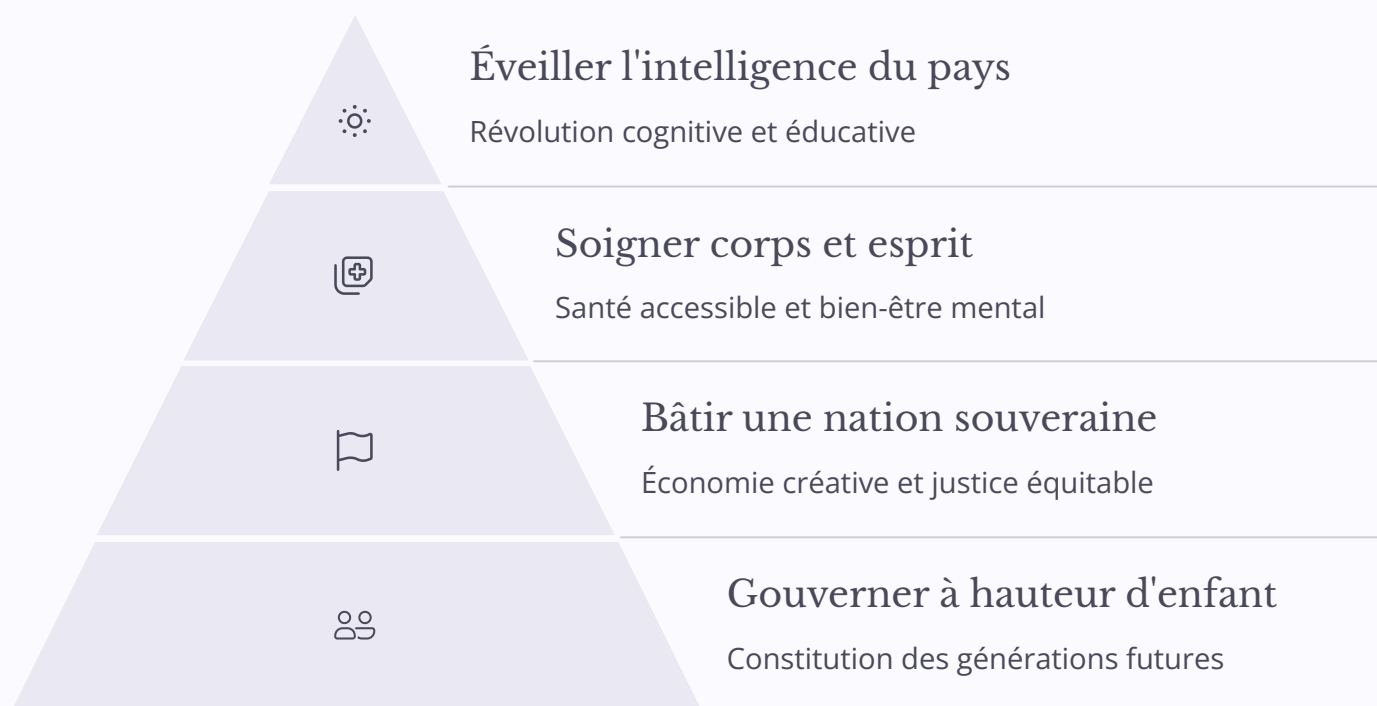 Éveiller l'intelligence du pays
Révolution cognitive et éducative
Soigner corps et esprit
Santé accessible et bien-être mental
Bâtir une nation souveraine
Économie créative et justice équitable
Gouverner à hauteur d'enfant
Constitution des générations futures